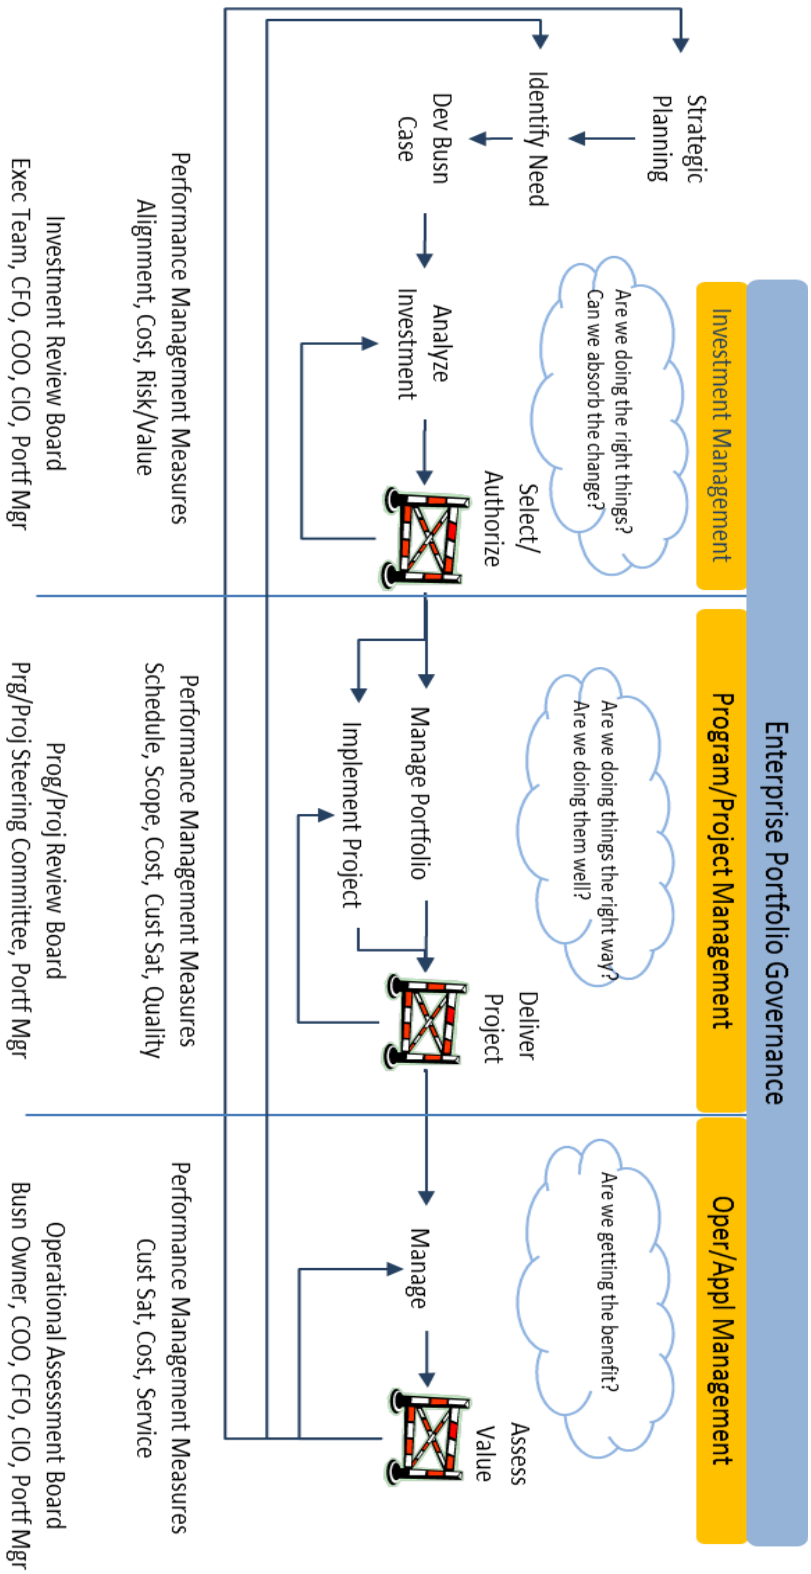 Enterprise Portfolio Governance
Investment Management
Program/Project Management
Oper/Appl Management
Strategic
Planning
Identify Need
Dev Busn
Case
Are we doing the right things?
Can we absorb the change?
Are we doing things the right way?
Are we doing them well?
Are we getting the benefit?
Analyze
Investment
Select/
Authorize
Manage Portfolio
Implement Project
Deliver
Project
Manage
Assess
Value
Performance Management Measures
Alignment, Cost, Risk/Value
Performance Management Measures
Schedule, Scope, Cost, Cust Sat, Quality
Performance Management Measures
Cust Sat, Cost, Service
Investment Review Board
Exec Team, CFO, COO, CIO, Portf Mgr
Prog/Proj Review Board
Prg/Proj Steering Committee, Portf Mgr
Operational Assessment Board
Busn Owner, COO, CFO, CIO, Portf Mgr